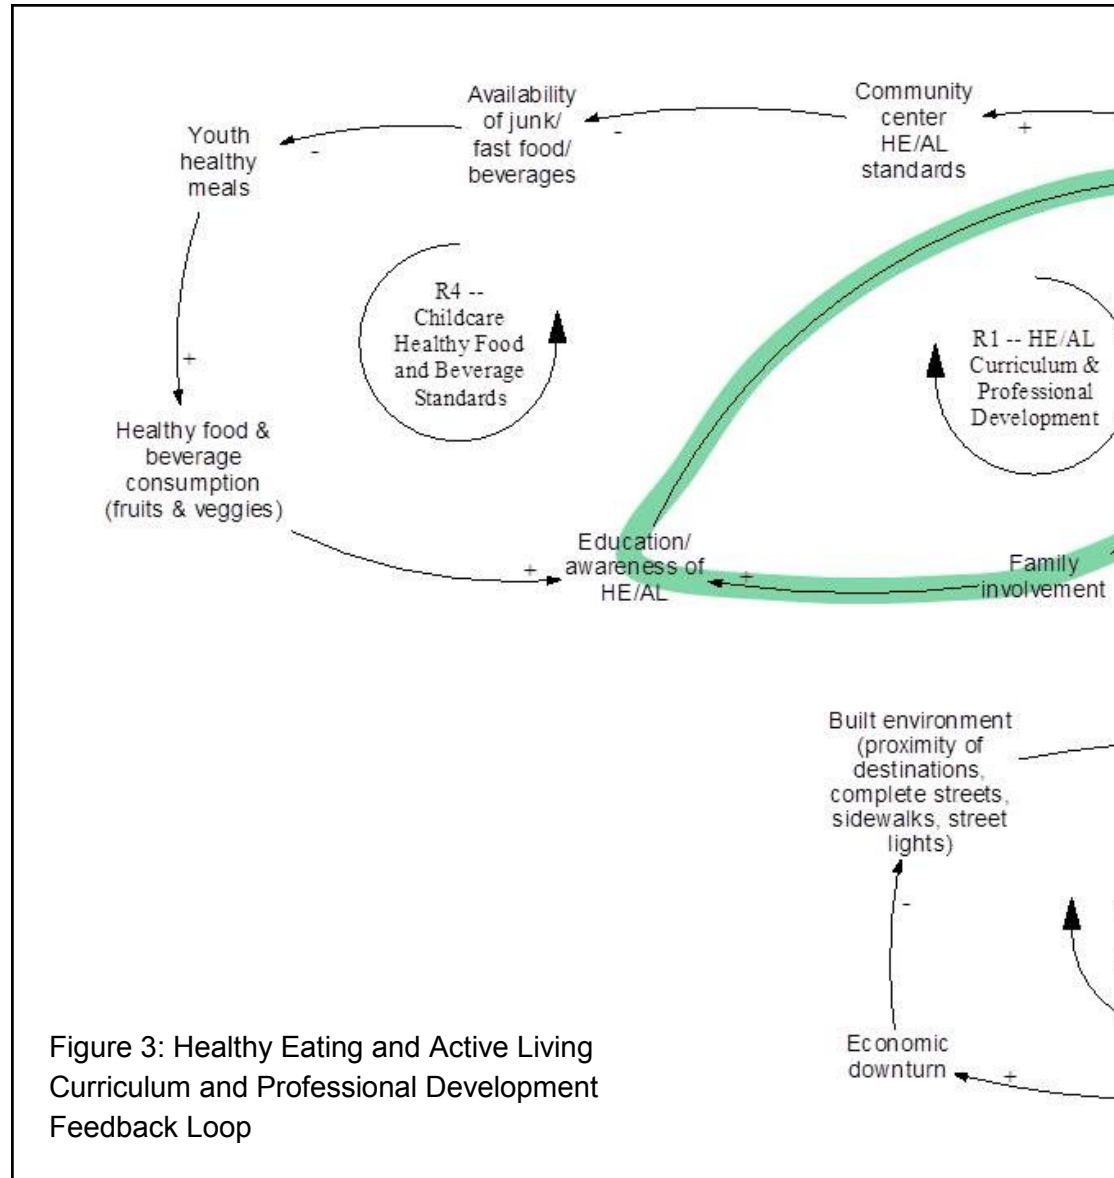 Availability
of junk/
fast food/
beverages
Community
center
HE/AL
standards
Youth
healthy
meals
-
-
+
R4 --
Childcare
Healthy Food
and Beverage
Standards
R1 -- HE/AL
Curriculum &
Professional
Development
+
Healthy food &
beverage
consumption
(fruits & veggies)
+
Education/
awareness of
HE/AL
+
Family
involvement
Built environment
(proximity of
destinations,
complete streets,
sidewalks, street
lights)
-
Economic
downturn
+
Figure 3: Healthy Eating and Active Living
Curriculum and Professional Development
Feedback Loop